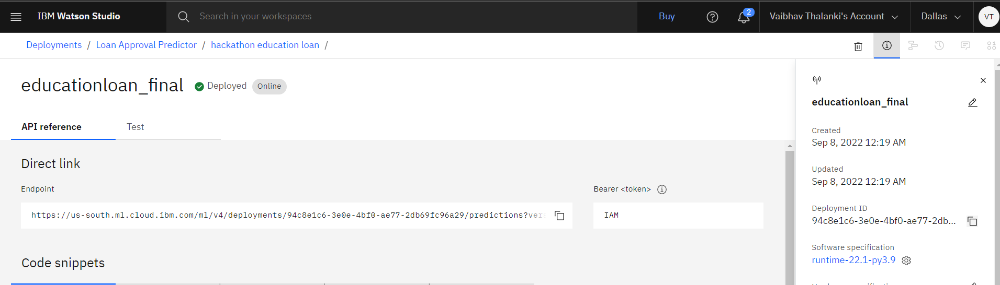 IBM Watson Studio
Search in your workspaces
Buy
2
Vaibhav Thalanki's Account
Dallas
VT
Deployments / Loan Approval Predictor / hackathon education loan /
educationloan_final
Deployed
Online
API reference
Test
Direct link
Endpoint
https://us-south.ml.cloud.ibm.com/ml/v4/deployments/94c8e1c6-3e0e-4bf0-ae77-2db69fc96a29/predictions?vers
Bearer <token>
IAM
Code snippets
educationloan_final
Created
Sep 8, 2022 12:19 AM
Updated
Sep 8, 2022 12:19 AM
Deployment ID
94c8e1c6-3e0e-4bf0-ae77-2db...
Software specification
runtime-22.1-py3.9